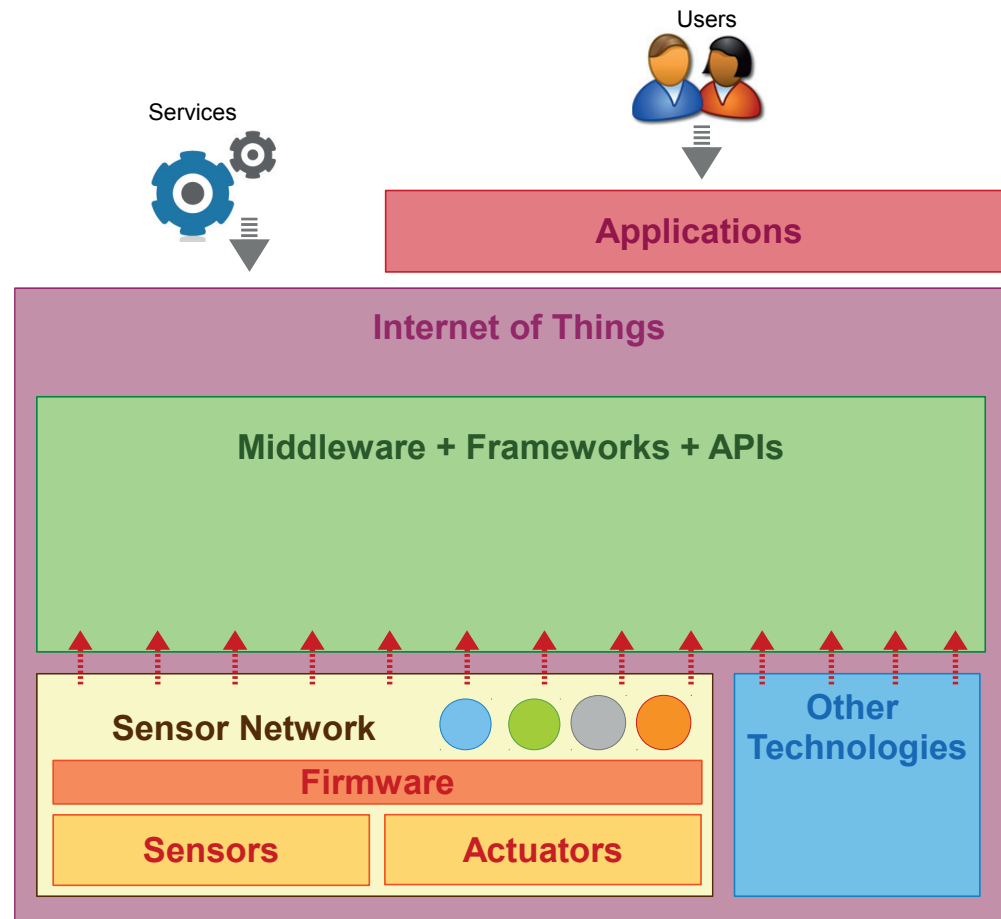 Users
Services
Applications
Internet of Things
Middleware + Frameworks + APIs
Sensor Network
Other
Technologies
Firmware
Sensors
Actuators